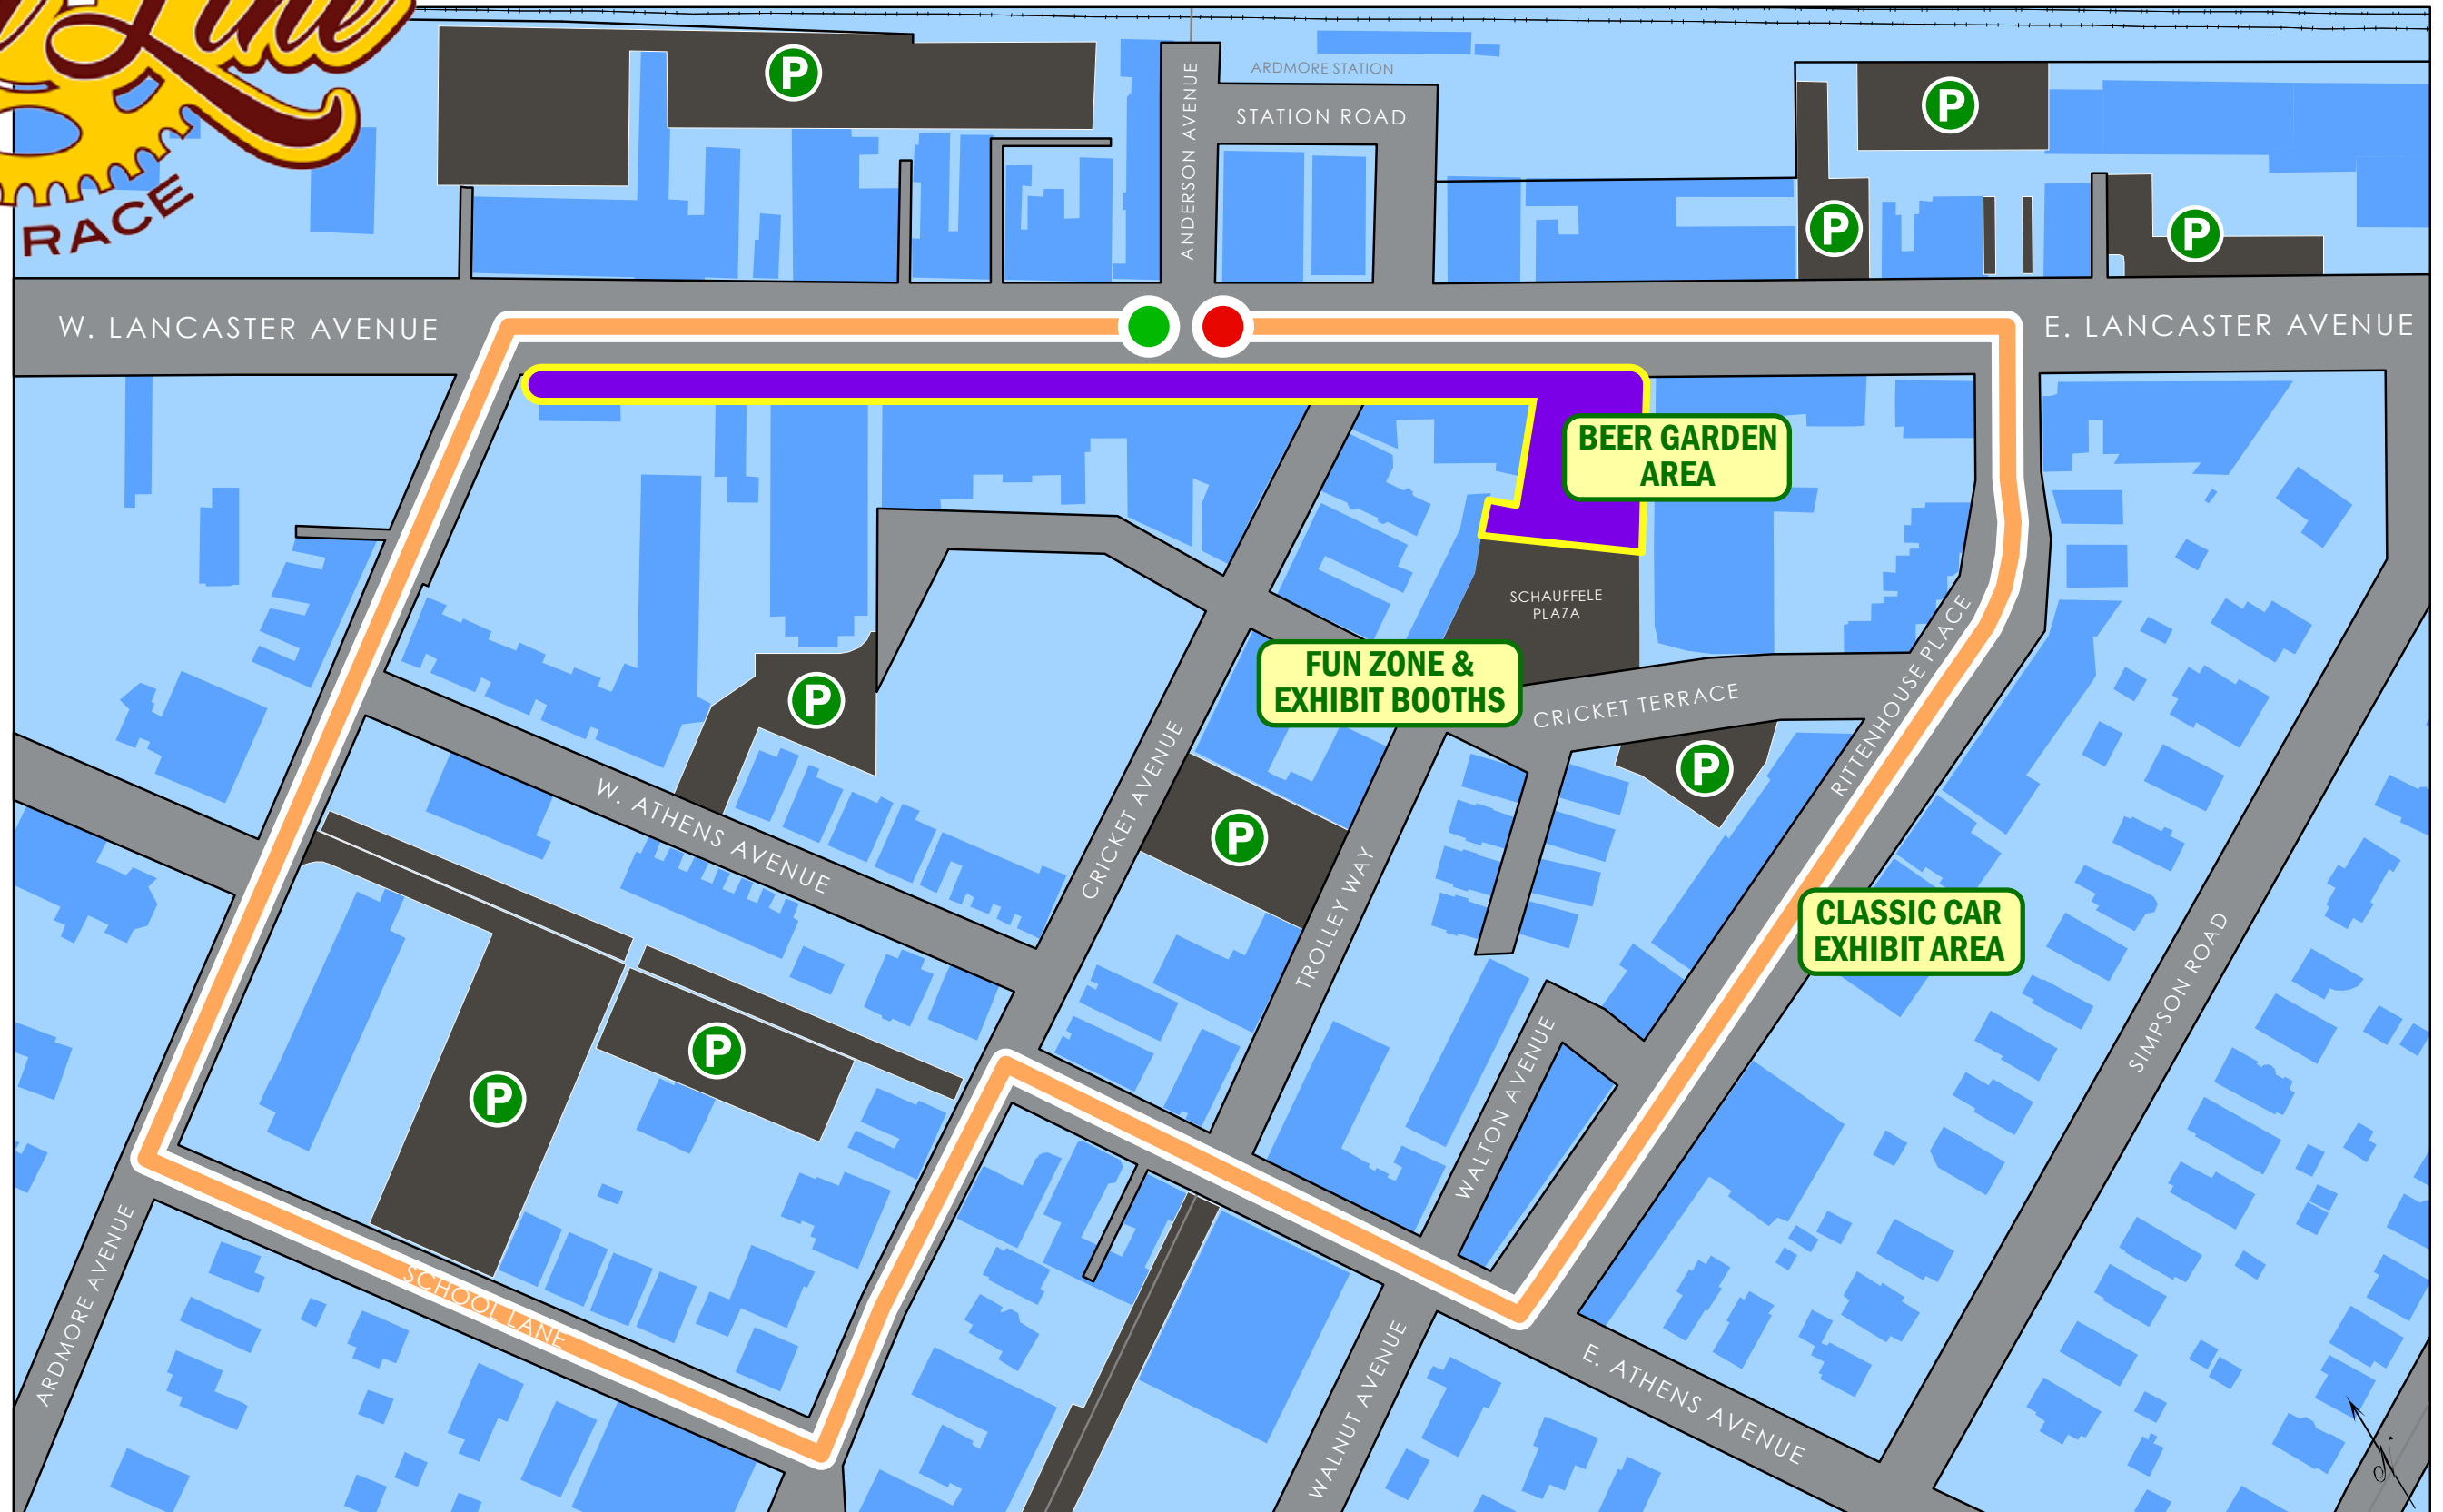 Line
RACE
P
P
P
P
ARDMORE STATION
STATION ROAD
ANDERSON AVENUE
W. LANCASTER AVENUE
E. LANCASTER AVENUE
BEER GARDEN
AREA
SCHAUFFELE
PLAZA
FUN ZONE &
EXHIBIT BOOTHS
CRICKET TERRACE
RITTENHOUSE PLACE
P
P
P
W. ATHENS AVENUE
CRICKET AVENUE
TROLLEY WAY
CLASSIC CAR
EXHIBIT AREA
SIMPSON ROAD
P
P
WALTON AVENUE
ARDMORE AVENUE
SCHOOL LANE
WALNUT AVENUE
E. ATHENS AVENUE